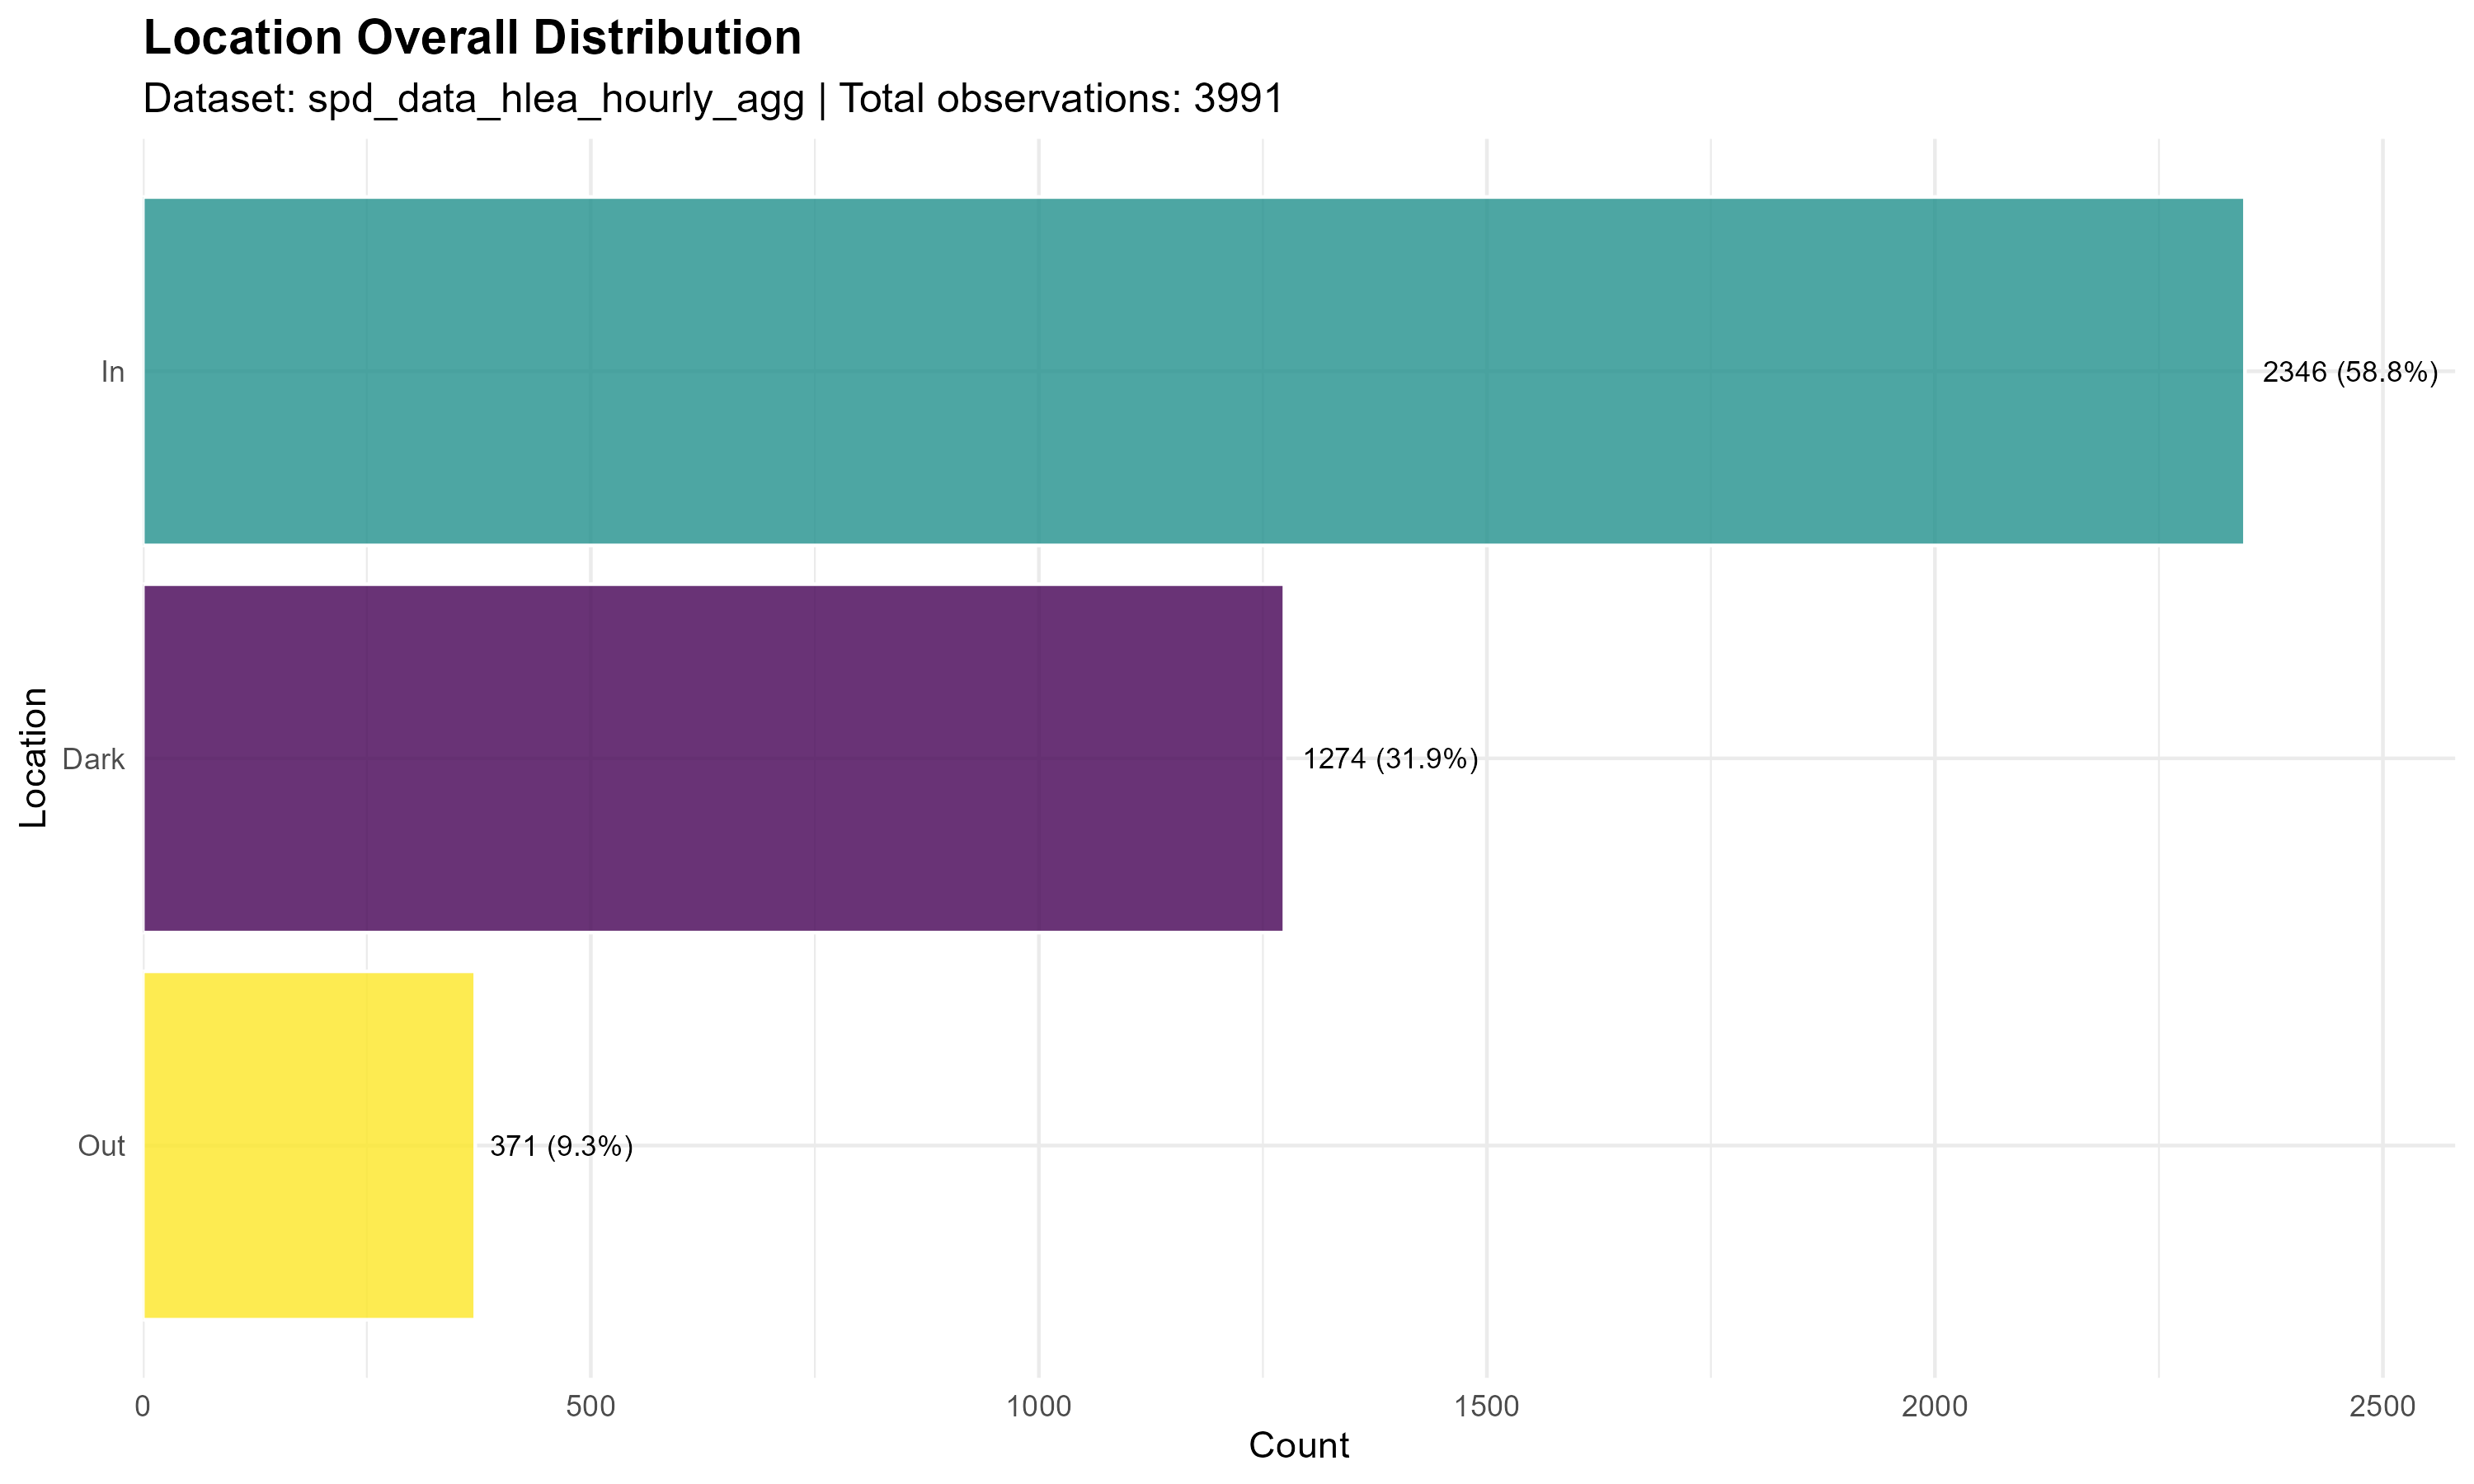 Location Overall Distribution
Dataset: spd_data_hlea_hourly_agg | Total observations: 3991
Location
In
2346 (58.8%)
Dark
1274 (31.9%)
Out
371 (9.3%)
0 500 1000 1500 2000 2500
Count